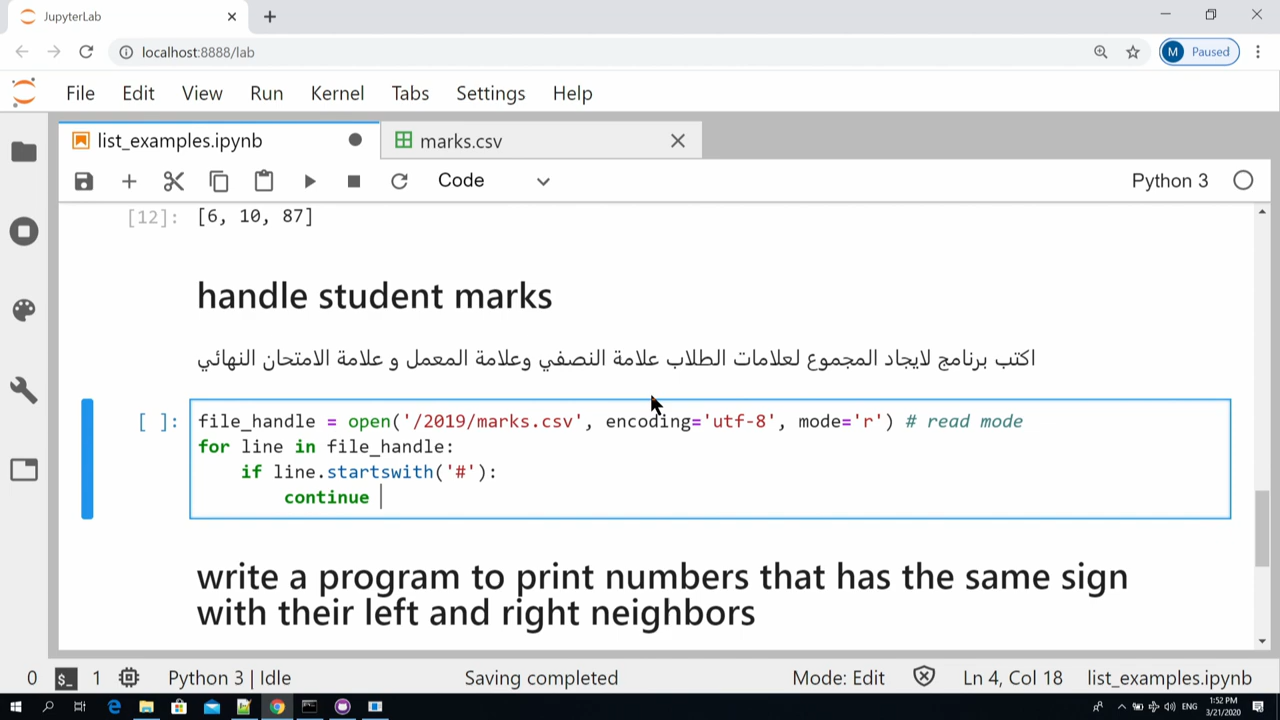 JupyterLab
localhost:8888/lab
M Paused
File Edit View Run Kernel Tabs Settings Help
list_examples.ipynb
marks.csv
Code
Python 3
[12]: [6, 10, 87]
handle student marks
اكتب برنامج لايجاد المجموع لعلامات الطلاب علامة النصفي وعلامة المعمل و علامة الامتحان النهائي
[ ]: file_handle = open('/2019/marks.csv', encoding='utf-8', mode='r') # read mode
for line in file_handle:
if line.startswith('#'):
continue
write a program to print numbers that has the same sign
with their left and right neighbors
0 $_ 1 Python 3 | Idle Saving completed Mode: Edit Ln 4, Col 18 list_examples.ipynb
ENG 1:52 PM
3/21/2020